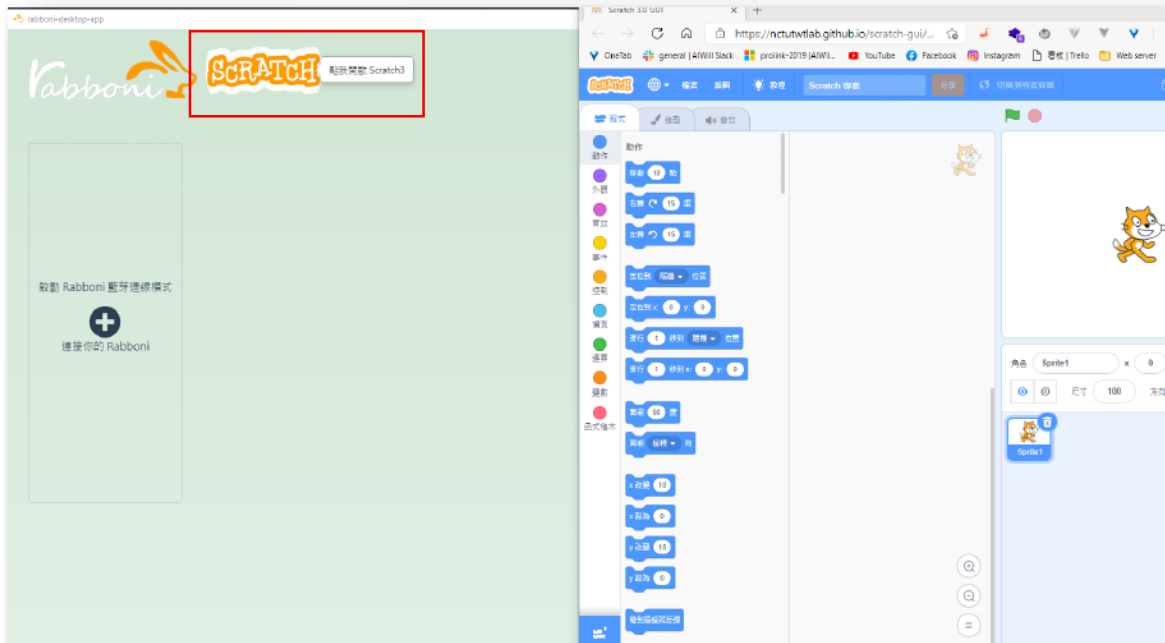 rabboni-desktop-app
rabboni
SCRATCH
點我開啟 Scratch3
啟動 Rabboni 藍芽連線模式
連接你的 Rabboni
Scratch 3.0 GUI
https://nctutwtlab.github.io/scratch-gui/...
OneTab
general | AIWill Slack
prolink-2019 (AIWil...
YouTube
Facebook
Instagram
看板 | Trello
Web server
SCRATCH
檔案
編輯
教程
Scratch 專案
分享
程式
造型
音效
動作
外觀
音效
事件
控制
偵測
運算
變數
函式積木
動作
移動 10 點
右轉 15 度
左轉 15 度
定位到 隨機 位置
定位到 x: 0 y: 0
滑行 1 秒到 隨機 位置
滑行 1 秒到 x: 0 y: 0
面朝 90 度
面朝 鼠標 向
x 改變 10
x 設為 0
y 改變 10
y 設為 0
角色 Sprite1 x 0
尺寸 100 方向
Sprite1